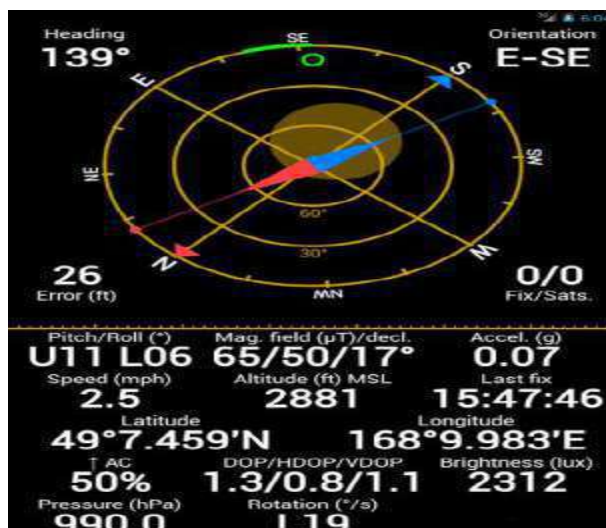 6:04
Heading
139°
Orientation
E-SE
SE
S
E
SW
NE
60°
30°
N
W
NW
26
Error (ft)
0/0
Fix/Sats.
Pitch/Roll (°) Mag. field (µT)/decl. Accel. (g)
U11 L06 65/50/17° 0.07
Speed (mph) Altitude (ft) MSL Last fix
2.5 2881 15:47:46
Latitude Longitude
49°7.459'N 168°9.983'E
↑ AC DOP/HDOP/VDOP Brightness (lux)
50% 1.3/0.8/1.1 2312
Pressure (hPa) Rotation (°/s)
990.0 L19